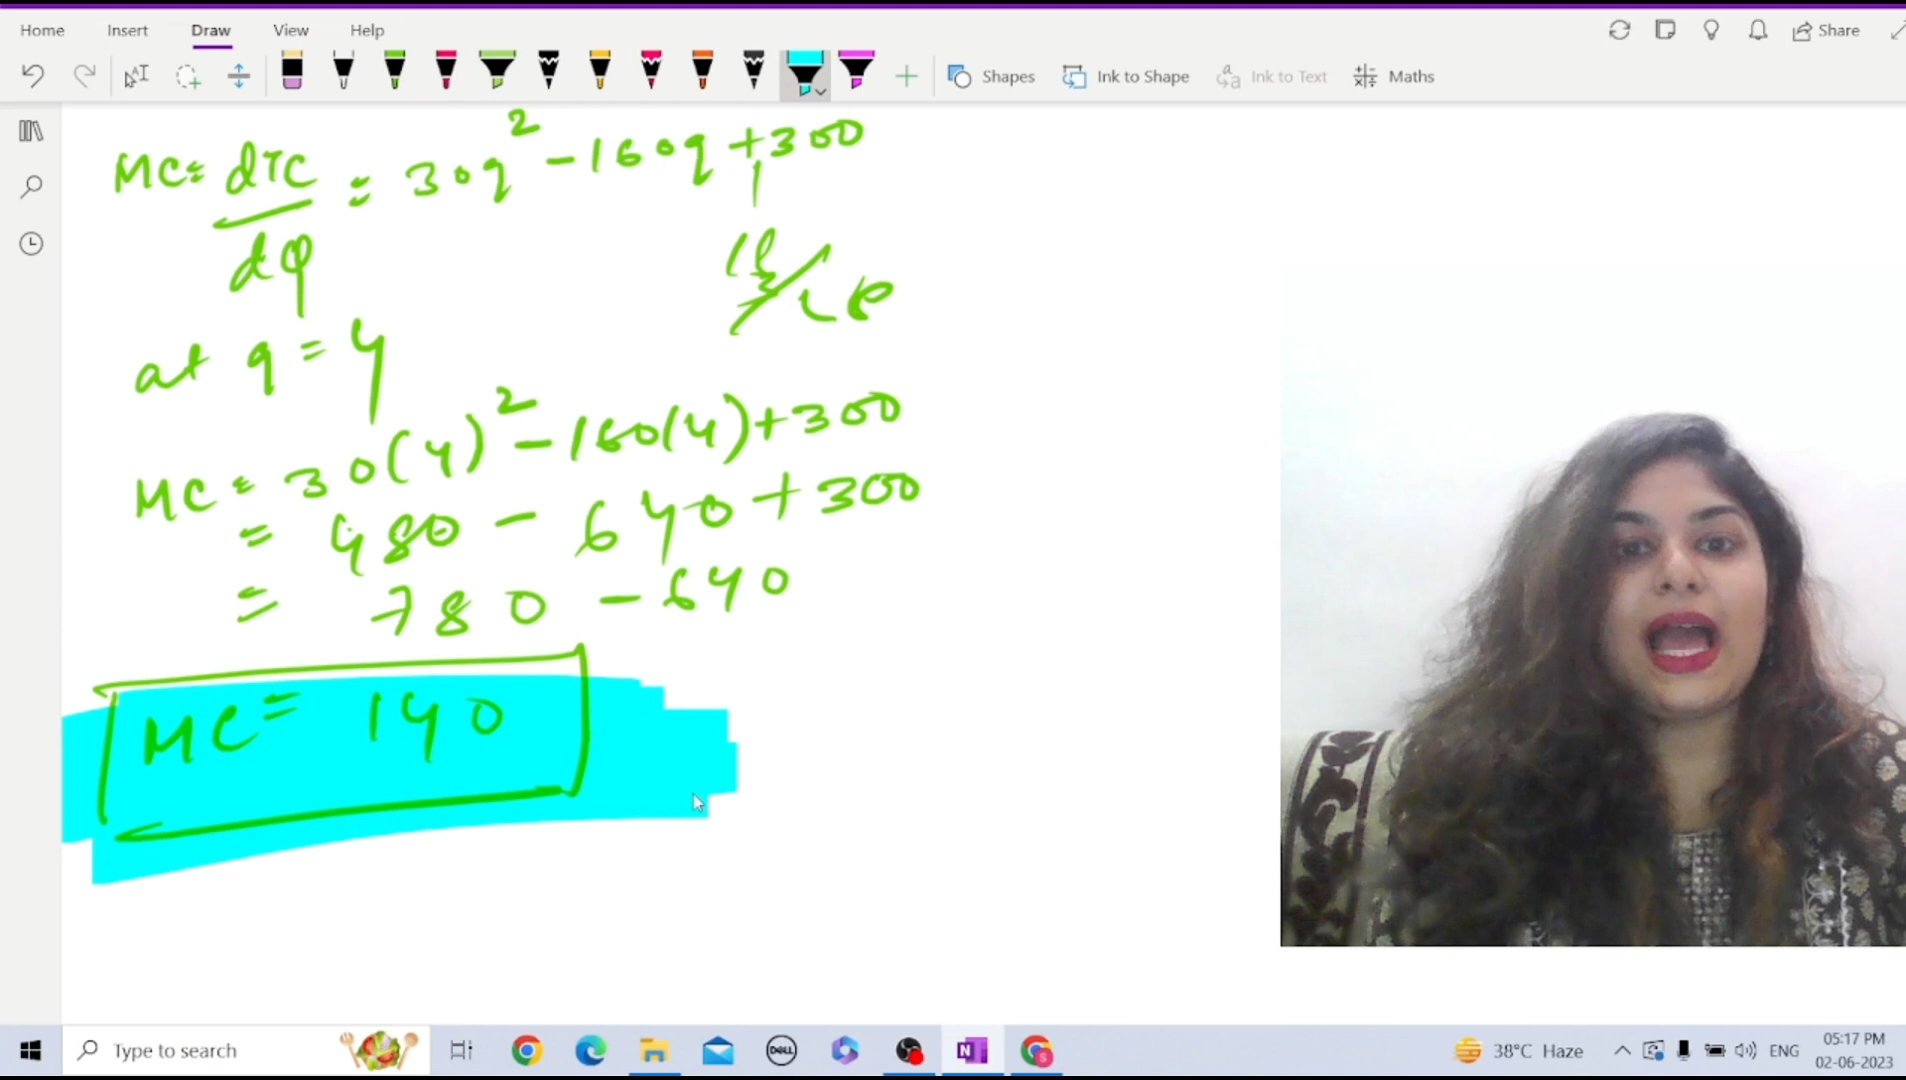 Home Insert Draw View Help Share
Shapes Ink to Shape Ink to Text Maths
MC = dTC/dq = 30q² - 160q + 300
at q = 4
MC = 30(4)² - 160(4) + 300
= 480 - 640 + 300
= 780 - 640
MC = 140
Type to search
DELL
N
S
38°C Haze
ENG
05:17 PM
02-06-2023